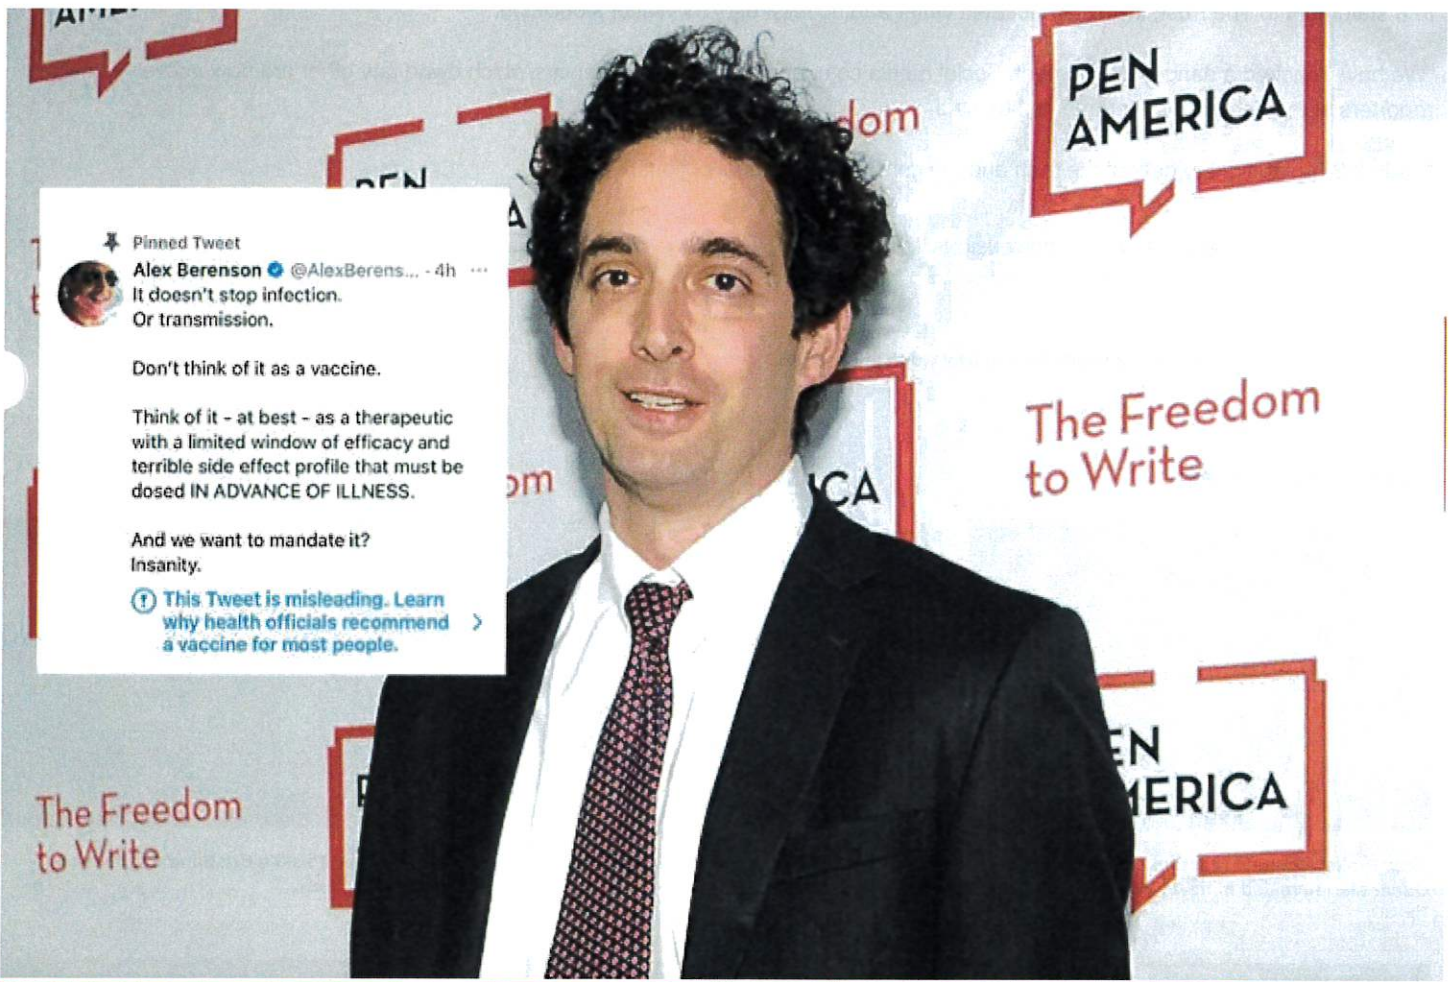 AMERICA
PEN
dom
PEN
AMERICA
Pinned Tweet
Alex Berenson @AlexBerens... · 4h ···
It doesn't stop infection.
Or transmission.
Don't think of it as a vaccine.
Think of it – at best – as a therapeutic
with a limited window of efficacy and
terrible side effect profile that must be
dosed IN ADVANCE OF ILLNESS.
And we want to mandate it?
Insanity.
This Tweet is misleading. Learn
why health officials recommend
a vaccine for most people.
The Freedom
to Write
om
ICA
The Freedom
to Write
EN
MERICA